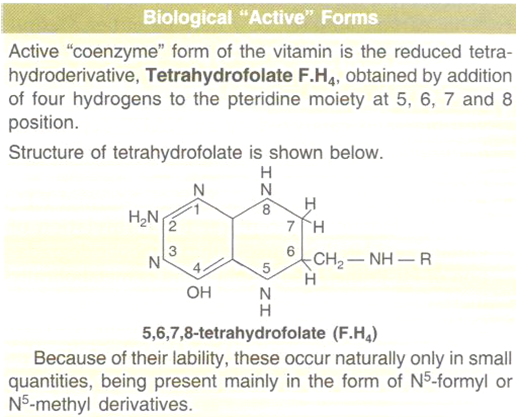 Biological “Active” Forms
Active “coenzyme” form of the vitamin is the reduced tetra-
hydroderivative, Tetrahydrofolate F.H₄, obtained by addition
of four hydrogens to the pteridine moiety at 5, 6, 7 and 8
position.
Structure of tetrahydrofolate is shown below.
H
N N
1 8 H
H₂N 2 7 H
N 3 4 5 6 CH₂ — NH — R
H
OH N
H
5,6,7,8-tetrahydrofolate (F.H₄)
Because of their lability, these occur naturally only in small
quantities, being present mainly in the form of N⁵-formyl or
N⁵-methyl derivatives.